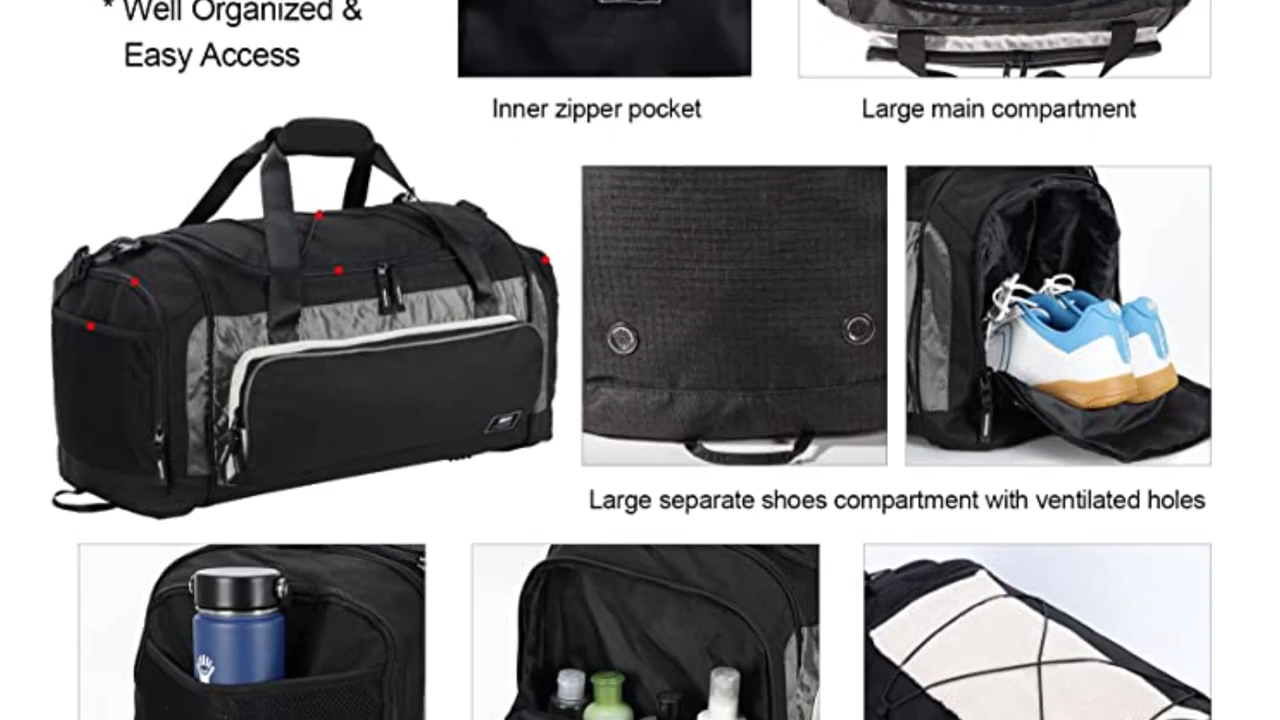 * Well Organized &
Easy Access
Inner zipper pocket
Large main compartment
Large separate shoes compartment with ventilated holes